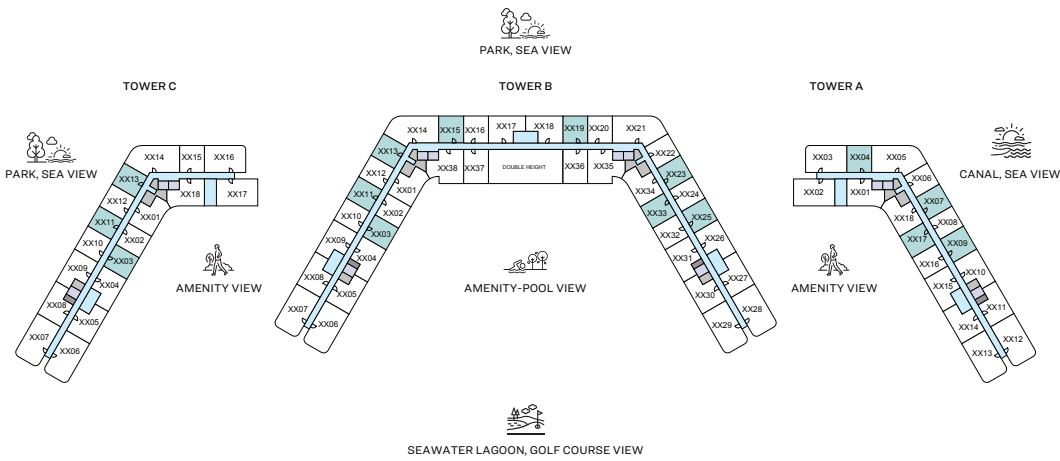 PARK, SEA VIEW
TOWER C
TOWER B
TOWER A
PARK, SEA VIEW
CANAL, SEA VIEW
XX14
XX15
XX16
XX13
XX18
XX17
XX12
XX01
XX11
XX02
XX10
XX03
XX09
XX04
XX08
XX05
XX07
XX06
AMENITY VIEW
XX14
XX15
XX16
XX17
XX18
XX19
XX20
XX21
XX13
XX38
XX37
DOUBLE HEIGHT
XX36
XX35
XX22
XX12
XX01
XX34
XX23
XX11
XX02
XX33
XX24
XX10
XX03
XX32
XX25
XX09
XX04
XX31
XX26
XX08
XX05
XX30
XX27
XX07
XX06
XX29
XX28
AMENITY-POOL VIEW
XX03
XX04
XX05
XX02
XX01
XX06
XX18
XX07
XX17
XX08
XX16
XX09
XX15
XX10
XX14
XX11
XX13
XX12
AMENITY VIEW
SEAWATER LAGOON, GOLF COURSE VIEW